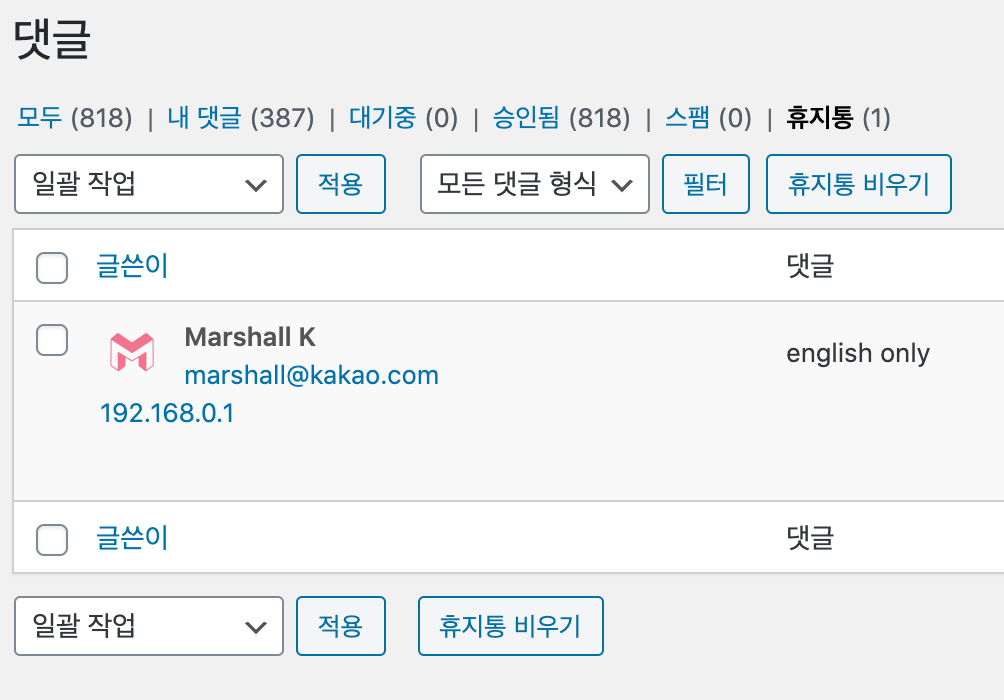 댓글
모두 (818) | 내 댓글 (387) | 대기중 (0) | 승인됨 (818) | 스팸 (0) | 휴지통 (1)
일괄 작업 적용 모든 댓글 형식 필터 휴지통 비우기
글쓴이 댓글
Marshall K
marshall@kakao.com
192.168.0.1
english only
글쓴이 댓글
일괄 작업 적용 휴지통 비우기